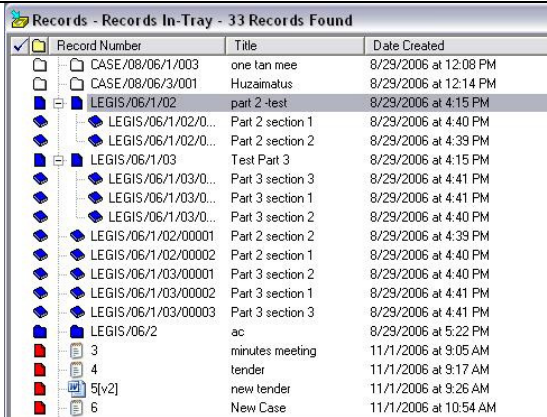 Records - Records In-Tray - 33 Records Found
Record Number Title Date Created
CASE/08/06/1/003 one tan mee 8/29/2006 at 12:08 PM
CASE/08/06/3/001 Huzaimatus 8/29/2006 at 12:14 PM
LEGIS/06/1/02 part 2 -test 8/29/2006 at 4:15 PM
LEGIS/06/1/02/0... Part 2 section 1 8/29/2006 at 4:40 PM
LEGIS/06/1/02/0... Part 2 section 2 8/29/2006 at 4:39 PM
LEGIS/06/1/03 Test Part 3 8/29/2006 at 4:15 PM
LEGIS/06/1/03/0... Part 3 section 3 8/29/2006 at 4:41 PM
LEGIS/06/1/03/0... Part 3 section 1 8/29/2006 at 4:41 PM
LEGIS/06/1/03/0... Part 3 section 2 8/29/2006 at 4:40 PM
LEGIS/06/1/02/00001 Part 2 section 2 8/29/2006 at 4:39 PM
LEGIS/06/1/02/00002 Part 2 section 1 8/29/2006 at 4:40 PM
LEGIS/06/1/03/00001 Part 3 section 2 8/29/2006 at 4:40 PM
LEGIS/06/1/03/00002 Part 3 section 1 8/29/2006 at 4:41 PM
LEGIS/06/1/03/00003 Part 3 section 3 8/29/2006 at 4:41 PM
LEGIS/06/2 ac 8/29/2006 at 5:22 PM
3 minutes meeting 11/1/2006 at 9:05 AM
4 tender 11/1/2006 at 9:17 AM
5[v2] new tender 11/1/2006 at 9:26 AM
6 New Case 11/1/2006 at 10:54 AM